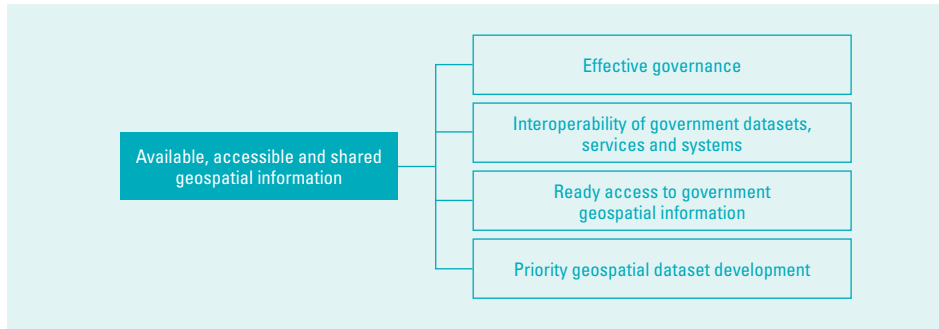 Available, accessible and shared
geospatial information
Effective governance
Interoperability of government datasets,
services and systems
Ready access to government
geospatial information
Priority geospatial dataset development